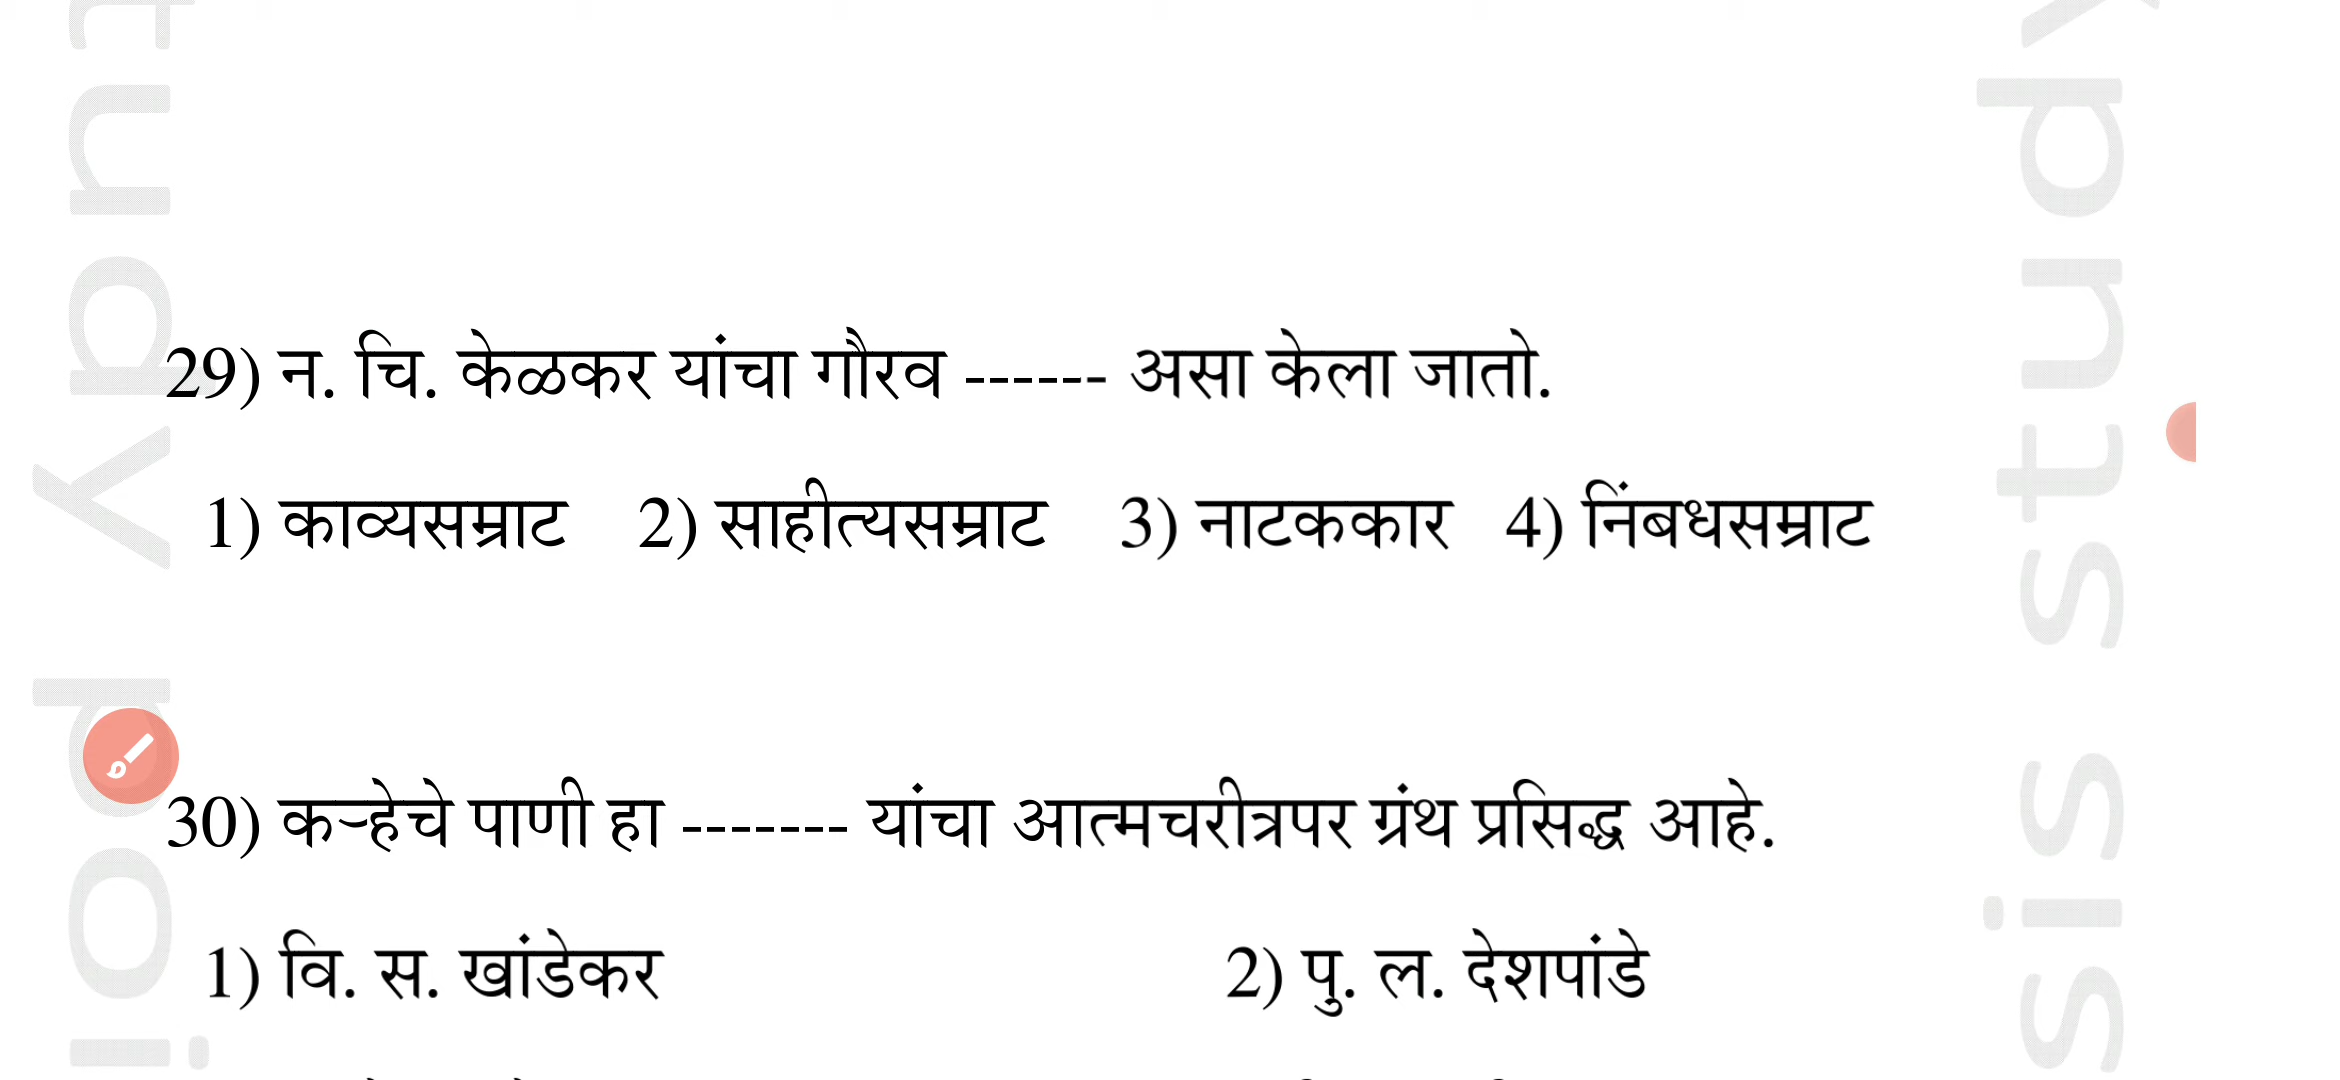 29) न. चि. केळकर यांचा गौरव ------ असा केला जातो.
1) काव्यसम्राट 2) साहीत्यसम्राट 3) नाटककार 4) निंबधसम्राट
30) कऱ्हेचे पाणी हा ------- यांचा आत्मचरीत्रपर ग्रंथ प्रसिद्ध आहे.
1) वि. स. खांडेकर 2) पु. ल. देशपांडे